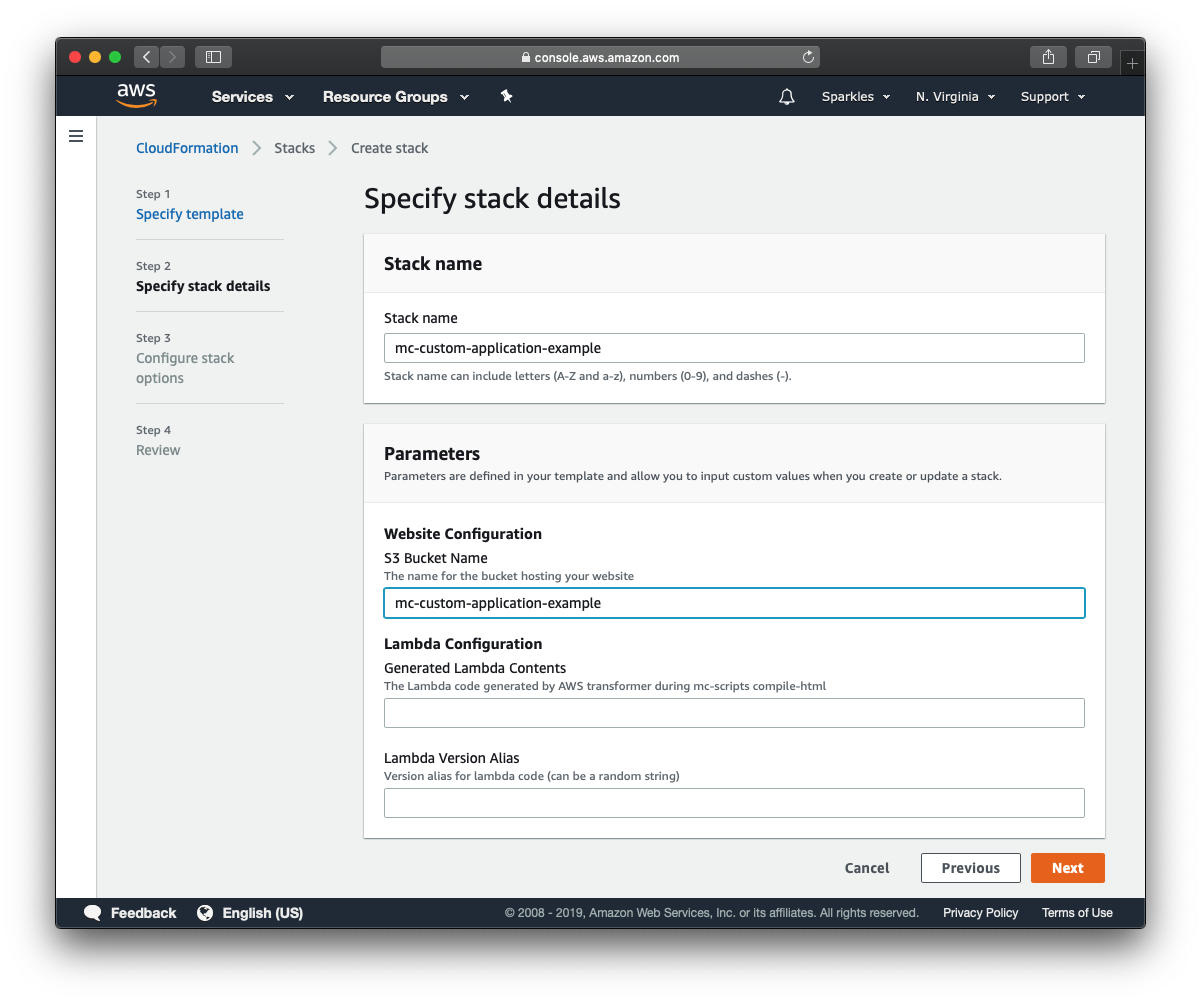 console.aws.amazon.com
aws Services Resource Groups Sparkles N. Virginia Support
CloudFormation Stacks Create stack
Step 1
Specify template
Step 2
Specify stack details
Step 3
Configure stack
options
Step 4
Review
Specify stack details
Stack name
Stack name
mc-custom-application-example
Stack name can include letters (A-Z and a-z), numbers (0-9), and dashes (-).
Parameters
Parameters are defined in your template and allow you to input custom values when you create or update a stack.
Website Configuration
S3 Bucket Name
The name for the bucket hosting your website
mc-custom-application-example
Lambda Configuration
Generated Lambda Contents
The Lambda code generated by AWS transformer during mc-scripts compile-html
Lambda Version Alias
Version alias for lambda code (can be a random string)
Cancel Previous Next
Feedback English (US) © 2008 - 2019, Amazon Web Services, Inc. or its affiliates. All rights reserved. Privacy Policy Terms of Use